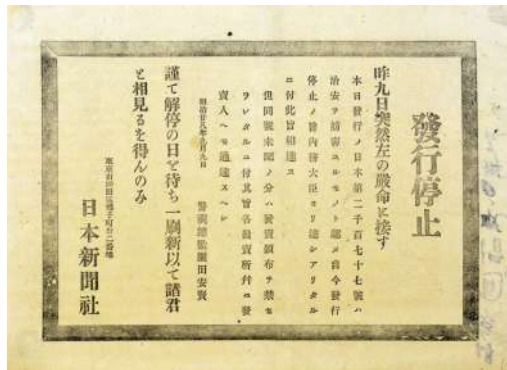 發行停止
昨九日突然左の嚴命に接す
本日發行ノ日本第二千百七十七號ハ
治安ヲ妨害スルモノト認メ自今發行
停止ノ旨内務大臣ヨリ達シアリタル
ニ付此旨相達ス
但同號未配ノ分ハ發賣頒布ヲ禁セ
ラレタルニ付其旨各發賣所幷ニ發
賣人ヘモ通達スヘシ
明治廿八年九月九日
警視總監園田安賢
謹て解停の日を待ち一刷新以て諸君
と相見るを得んのみ
東京市神田區雉子町卅二番地
日本新聞社